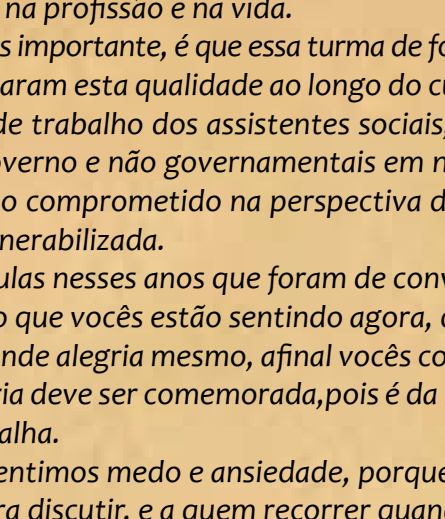 na profissão e na vida.
s importante, é que essa turma de fo
aram esta qualidade ao longo do cu
de trabalho dos assistentes sociais,
overno e não governamentais em n
o comprometido na perspectiva d
nerabilizada.
ulas nesses anos que foram de conv
o que vocês estão sentindo agora, 
nde alegria mesmo, afinal vocês co
ria deve ser comemorada,pois é da
alha.
entimos medo e ansiedade, porque
ra discutir, e a quem recorrer quan